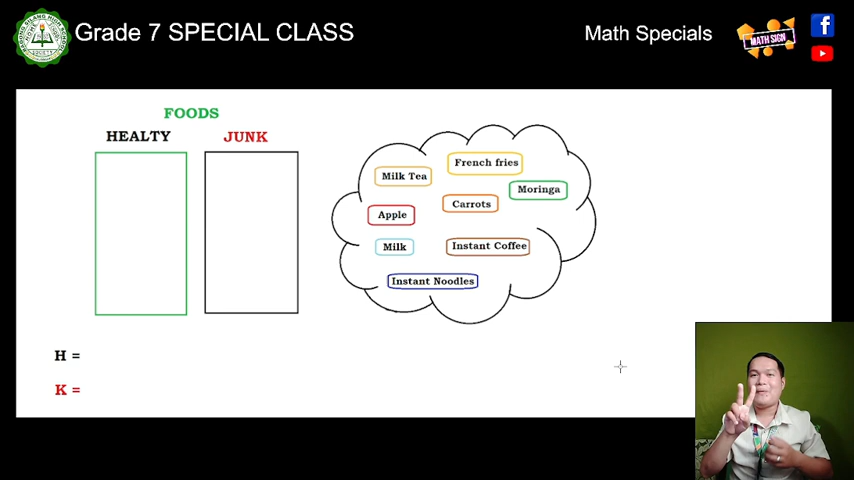 Grade 7 SPECIAL CLASS
Math Specials
MATH SIGN
FOODS
HEALTY
JUNK
French fries
Milk Tea
Moringa
Carrots
Apple
Milk
Instant Coffee
Instant Noodles
H =
K =